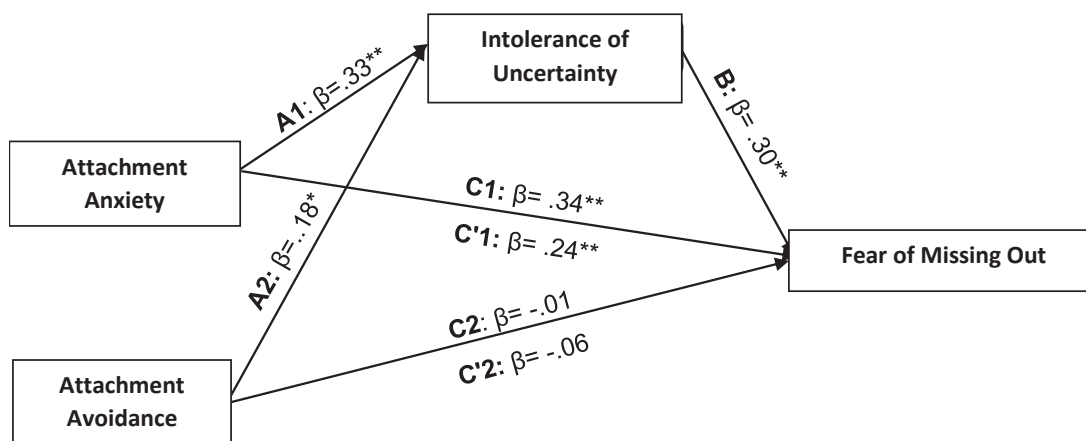 Intolerance of
Uncertainty
A1: β=.33**
B: β= .30**
Attachment
Anxiety
C1: β= .34**
C'1: β= .24**
A2: β=..18*
Fear of Missing Out
C2: β= -.01
C'2: β= -.06
Attachment
Avoidance